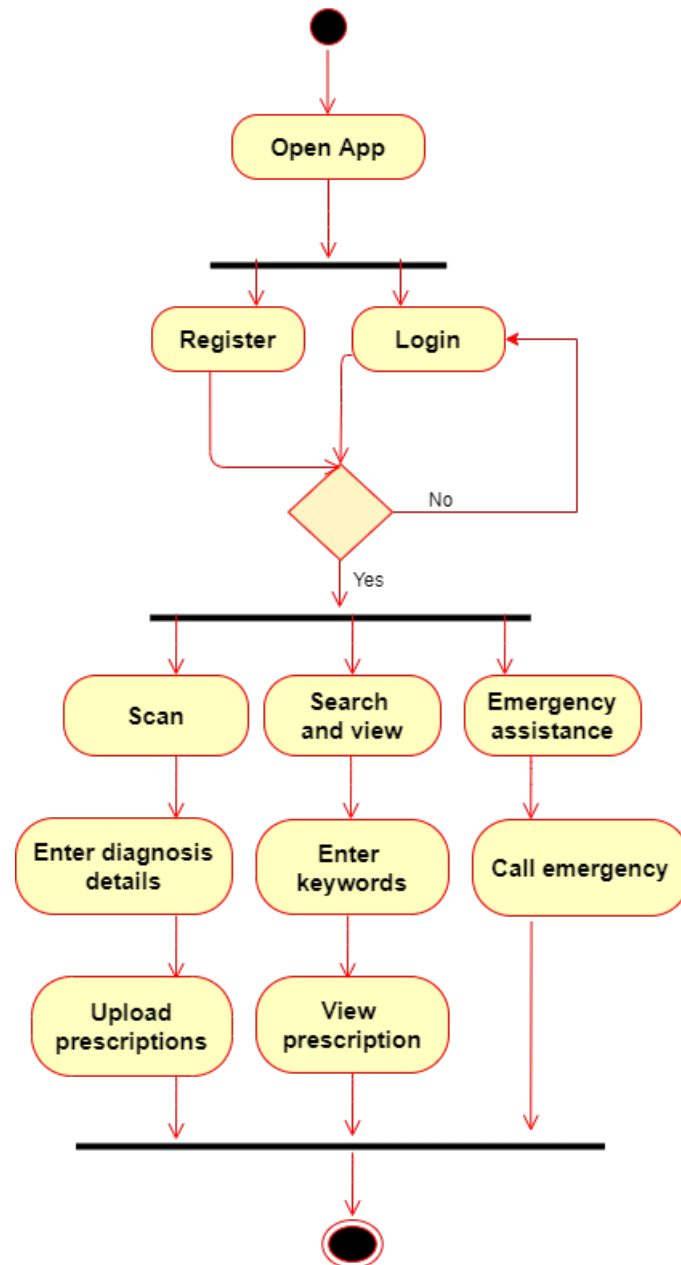 Open App
Register
Login
No
Yes
Scan
Search
and view
Emergency
assistance
Enter diagnosis
details
Enter
keywords
Call emergency
Upload
prescriptions
View
prescription